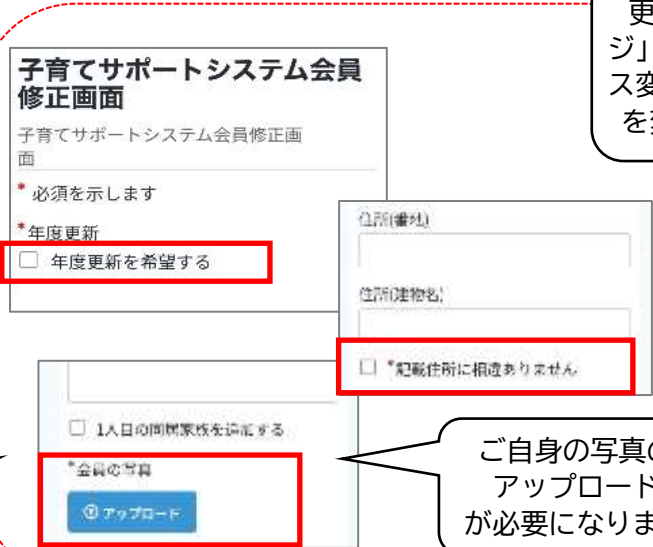 更
ジ」
ス変
を
子育てサポートシステム会員
修正画面
子育てサポートシステム会員修正画
面
* 必須を示します
*年度更新
年度更新を希望する
住所(番地)
住所(建物名)
*記載住所に相違ありません
1人目の同居家族を追加する
*会員の写真
アップロード
ご自身の写真の
アップロード
が必要になりま